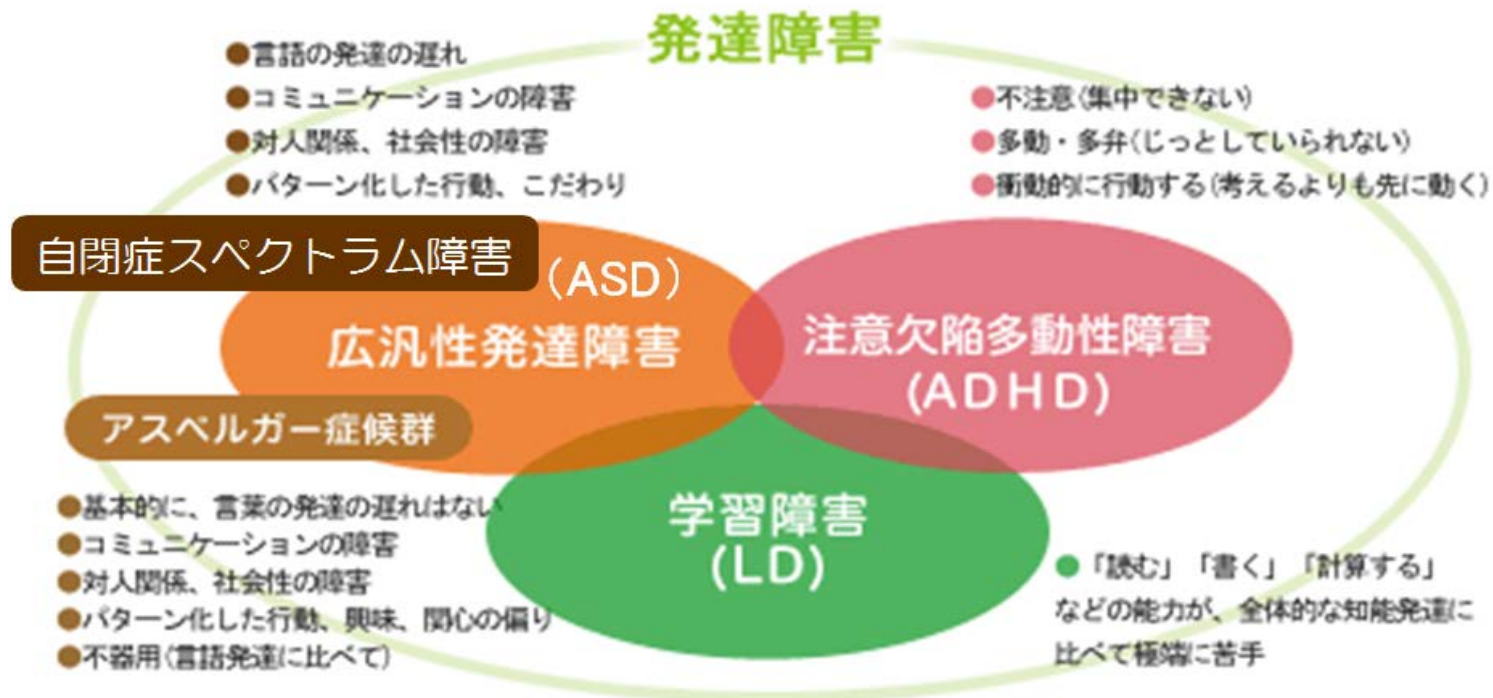 発達障害
●言語の発達の遅れ
●コミュニケーションの障害
●対人関係、社会性の障害
●パターン化した行動、こだわり
●不注意(集中できない)
●多動・多弁(じっとしていられない)
●衝動的に行動する(考えるよりも先に動く)
自閉症スペクトラム障害
(ASD)
広汎性発達障害
注意欠陥多動性障害
(ADHD)
アスペルガー症候群
●基本的に、言葉の発達の遅れはない
●コミュニケーションの障害
●対人関係、社会性の障害
●パターン化した行動、興味、関心の偏り
●不器用(言語発達に比べて)
学習障害
(LD)
●「読む」「書く」「計算する」
などの能力が、全体的な知能発達に
比べて極端に苦手